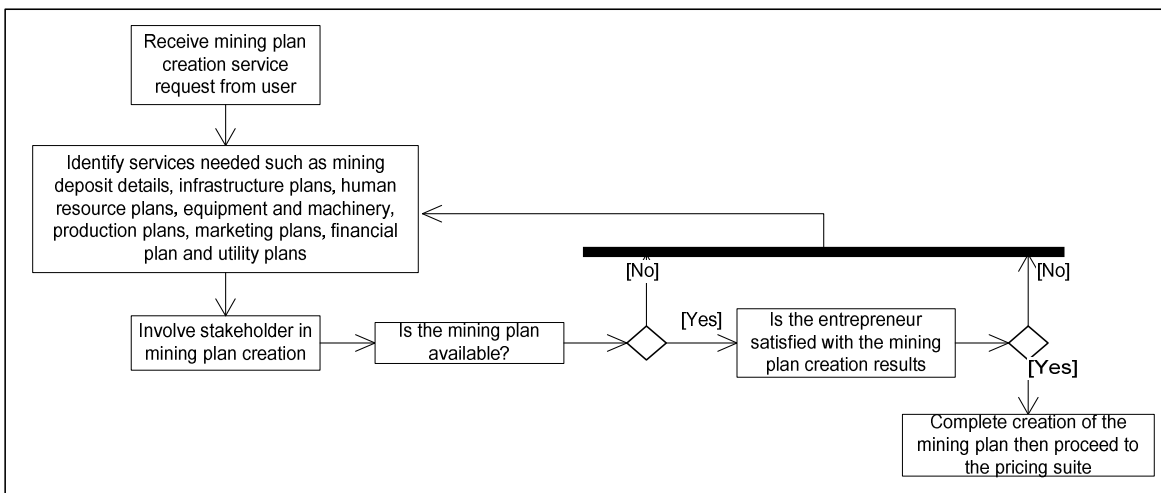 Receive mining plan
creation service
request from user
Identify services needed such as mining
deposit details, infrastructure plans, human
resource plans, equipment and machinery,
production plans, marketing plans, financial
plan and utility plans
Involve stakeholder in
mining plan creation
Is the mining plan
available?
[No]
[Yes]
Is the entrepreneur
satisfied with the mining
plan creation results
[No]
[Yes]
Complete creation of the
mining plan then proceed to
the pricing suite